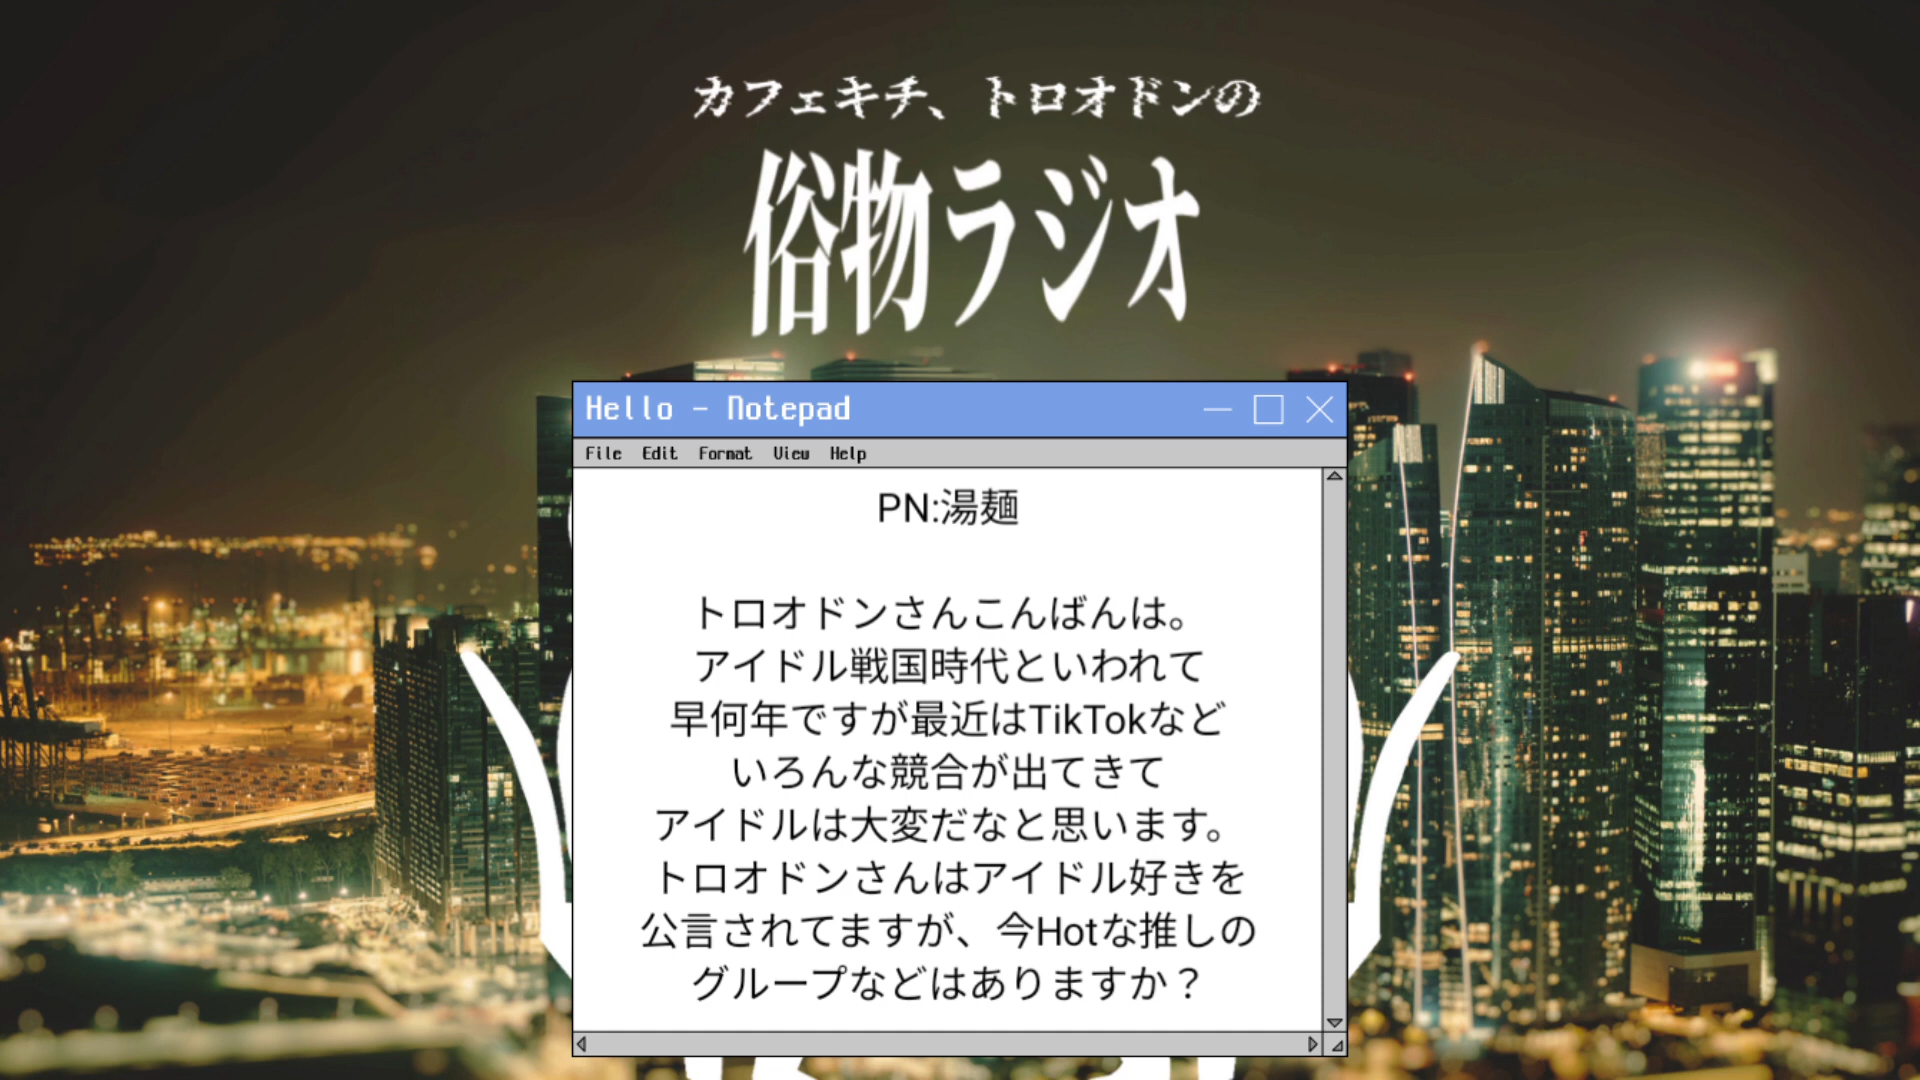 カフェキチ、トロオドンの
俗物ラジオ
Hello - Notepad
File Edit Format View Help
PN:湯麺
トロオドンさんこんばんは。
アイドル戦国時代といわれて
早何年ですが最近はTikTokなど
いろんな競合が出てきて
アイドルは大変だなと思います。
トロオドンさんはアイドル好きを
公言されてますが、今Hotな推しの
グループなどはありますか？